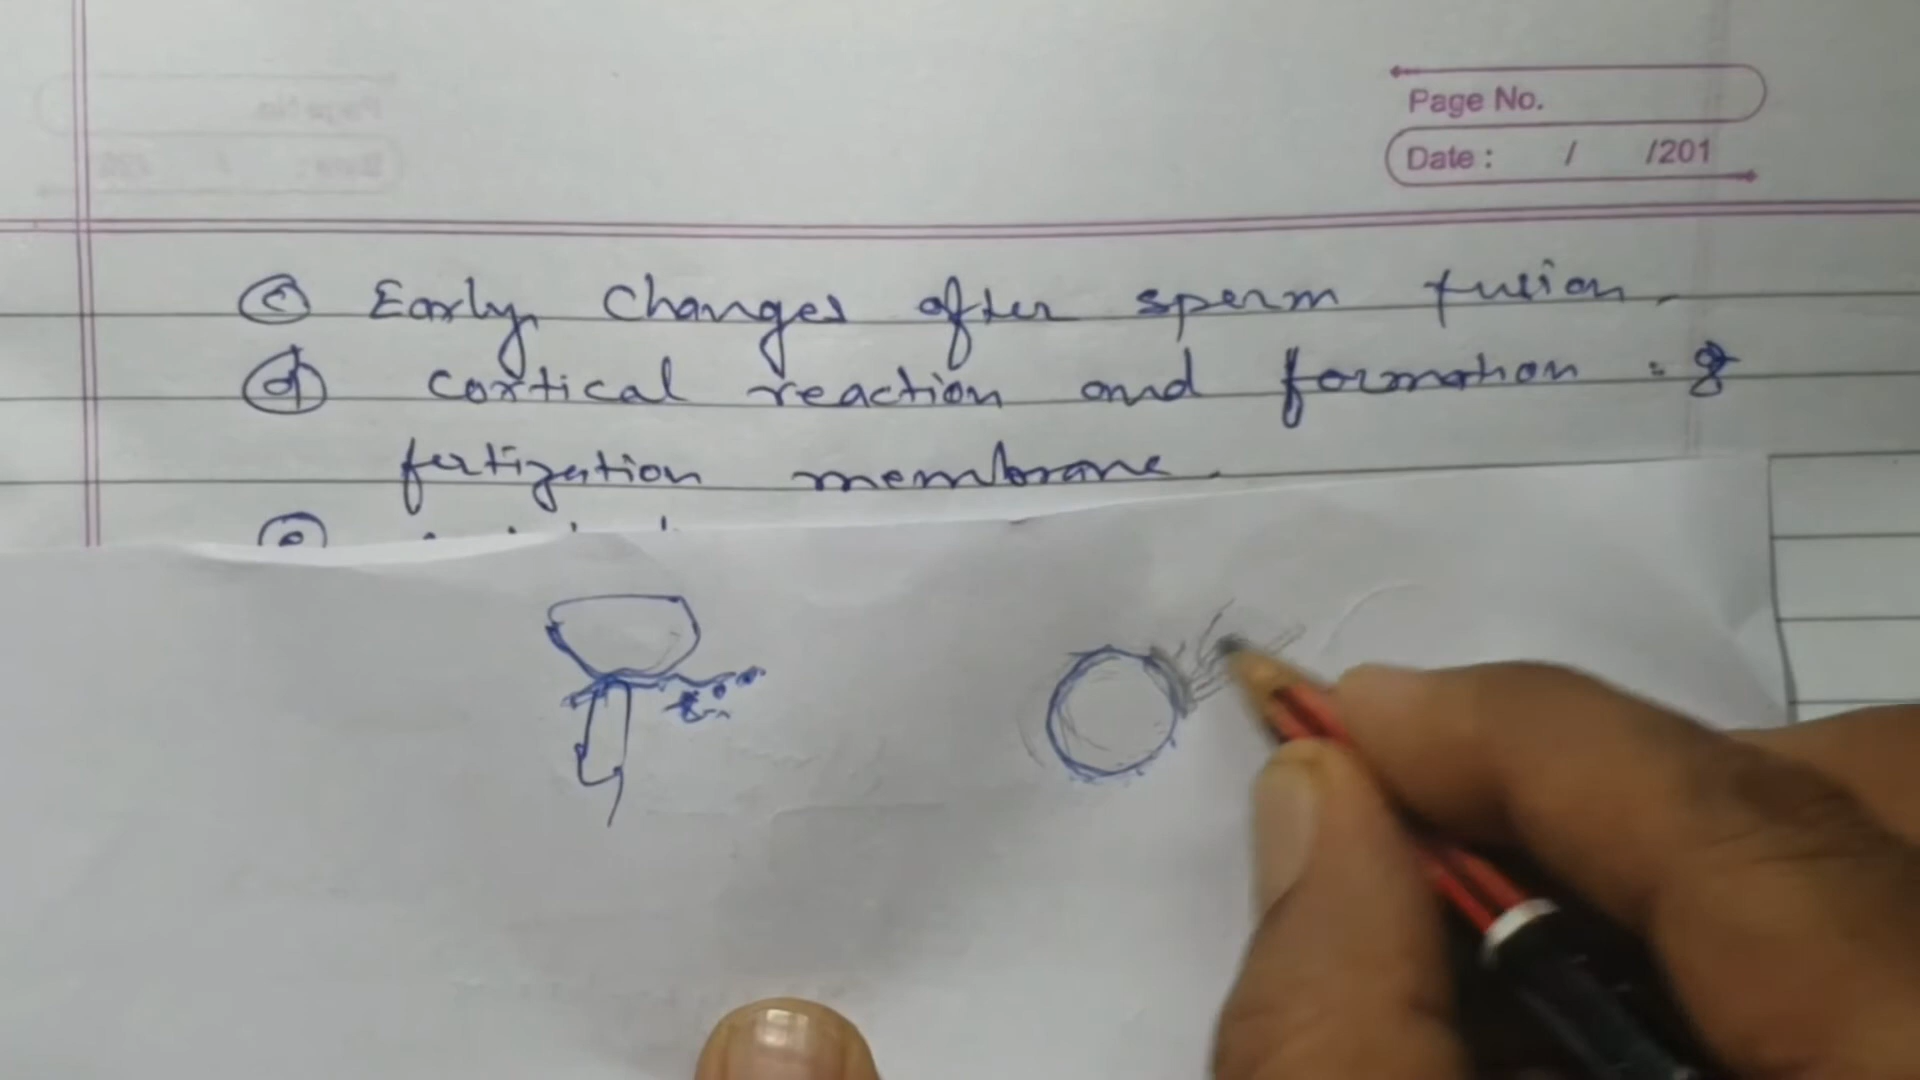 Page No.
Date : / /201
(c) Early changes after sperm fusion.
(d) cortical reaction and formation of
fertization membrane.
(e)